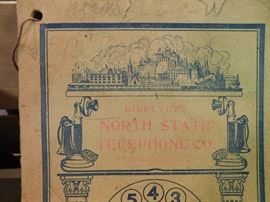 W
DIRECTORY
NORTH STATE
TELEPHONE CO.
5 4 3